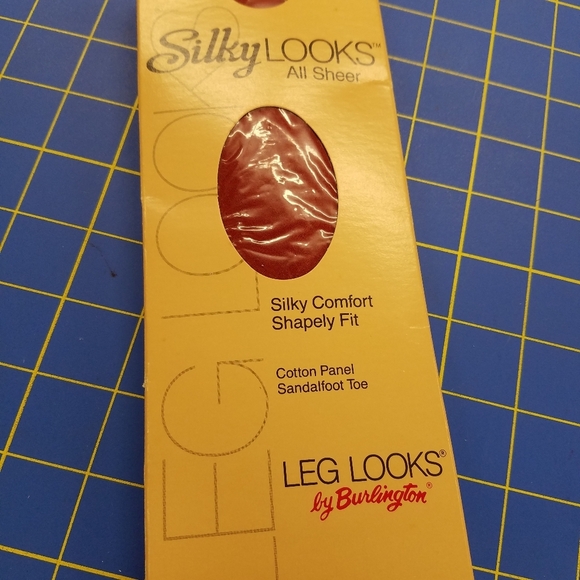 Silky LOOKS™
All Sheer
Silky Comfort
Shapely Fit
Cotton Panel
Sandalfoot Toe
LEG LOOKS®
by Burlington®
LEG LOOKS